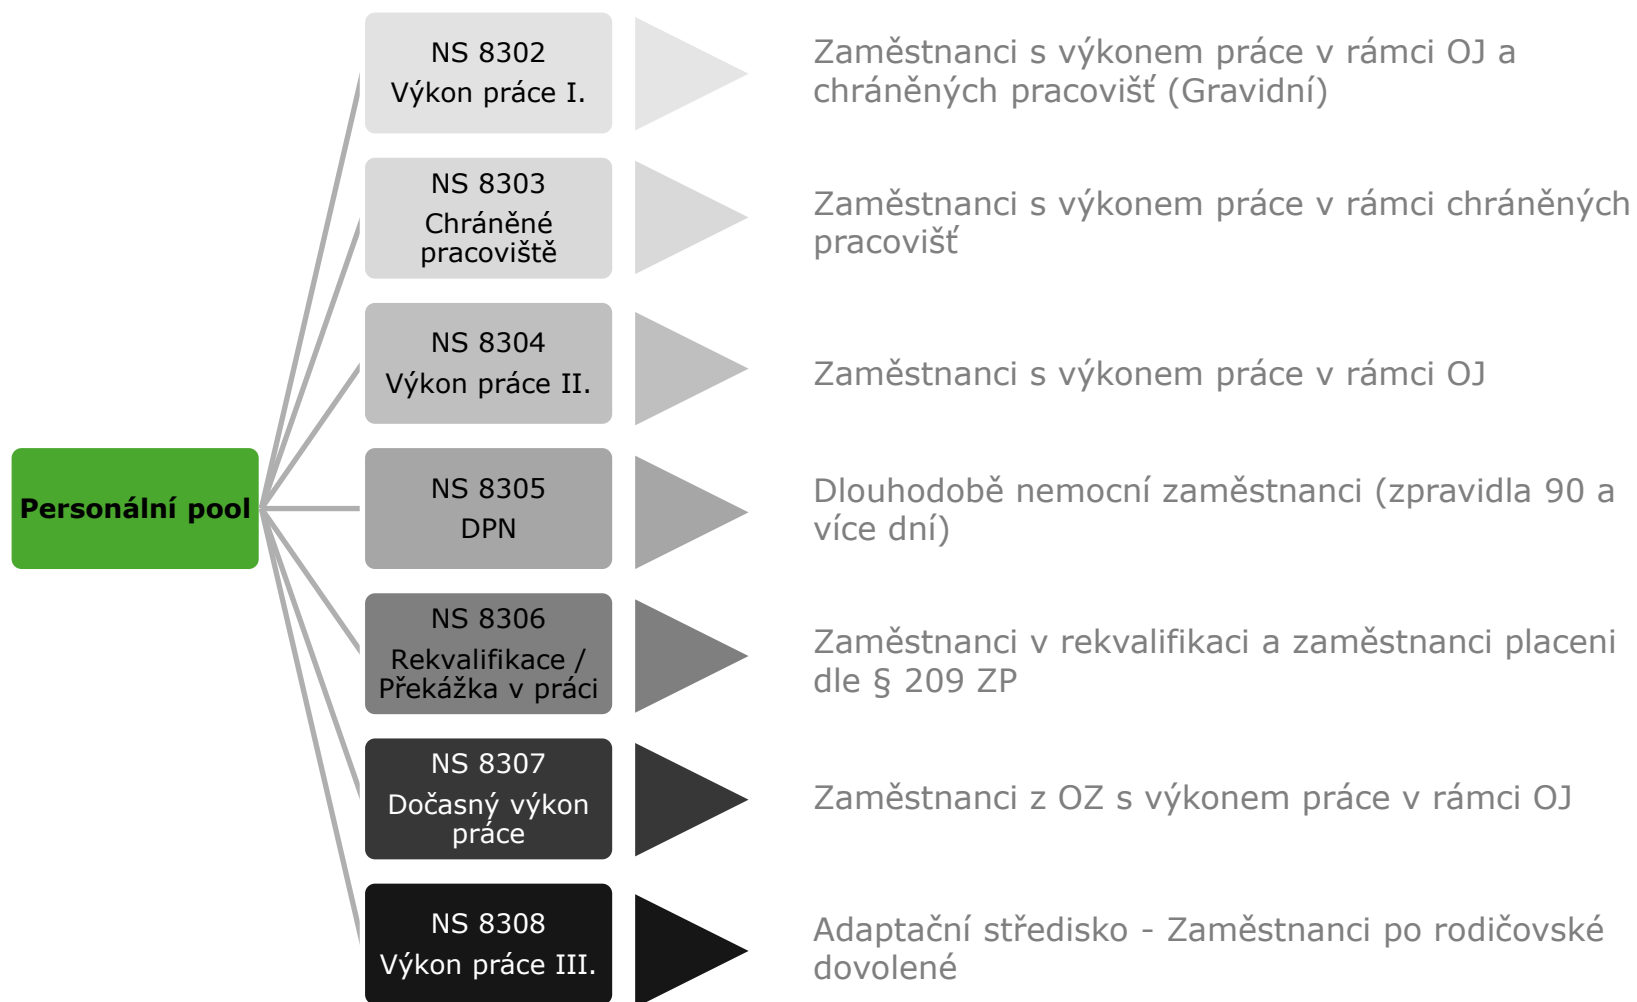 NS 8302
Výkon práce I.
Zaměstnanci s výkonem práce v rámci OJ a
chráněných pracovišť (Gravidní)
NS 8303
Chráněné
pracoviště
Zaměstnanci s výkonem práce v rámci chráněných
pracovišť
NS 8304
Výkon práce II.
Zaměstnanci s výkonem práce v rámci OJ
Personální pool
NS 8305
DPN
Dlouhodobě nemocní zaměstnanci (zpravidla 90 a
více dní)
NS 8306
Rekvalifikace /
Překážka v práci
Zaměstnanci v rekvalifikaci a zaměstnanci placeni
dle § 209 ZP
NS 8307
Dočasný výkon
práce
Zaměstnanci z OZ s výkonem práce v rámci OJ
NS 8308
Výkon práce III.
Adaptační středisko - Zaměstnanci po rodičovské
dovolené